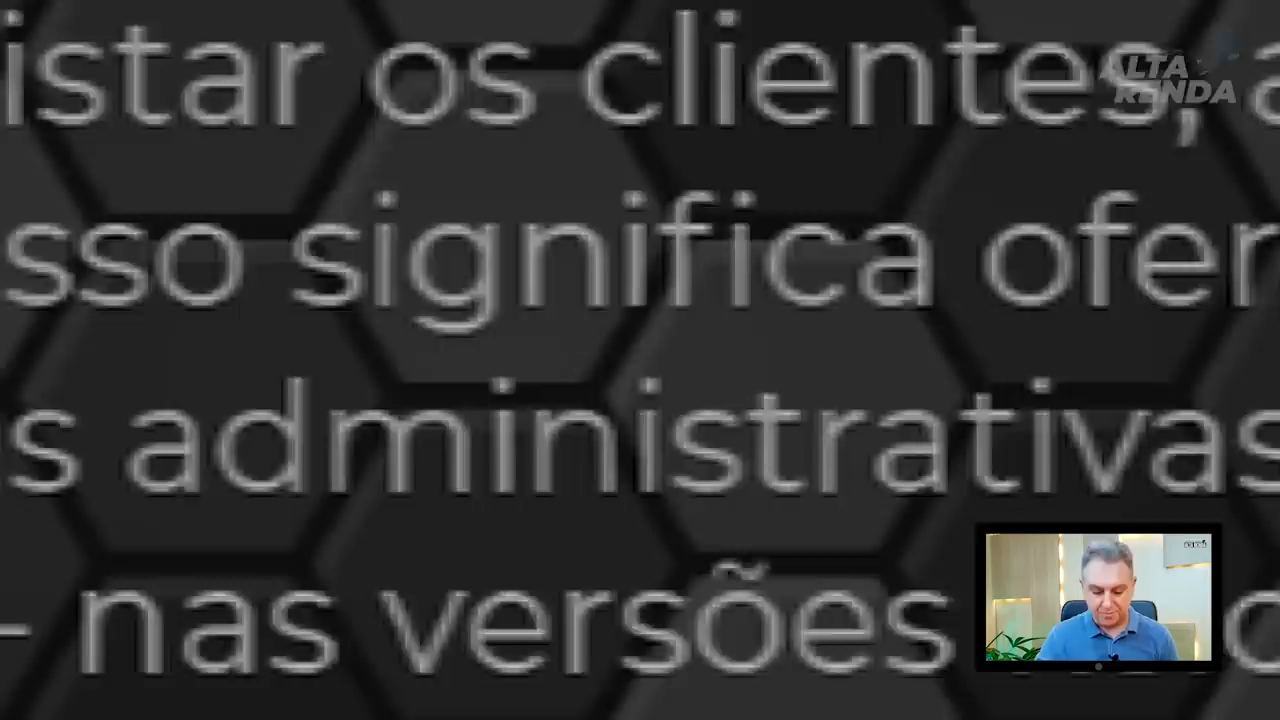 istar os clientes, a
ALTA
RENDA
sso significa ofer
s administrativas
- nas versões